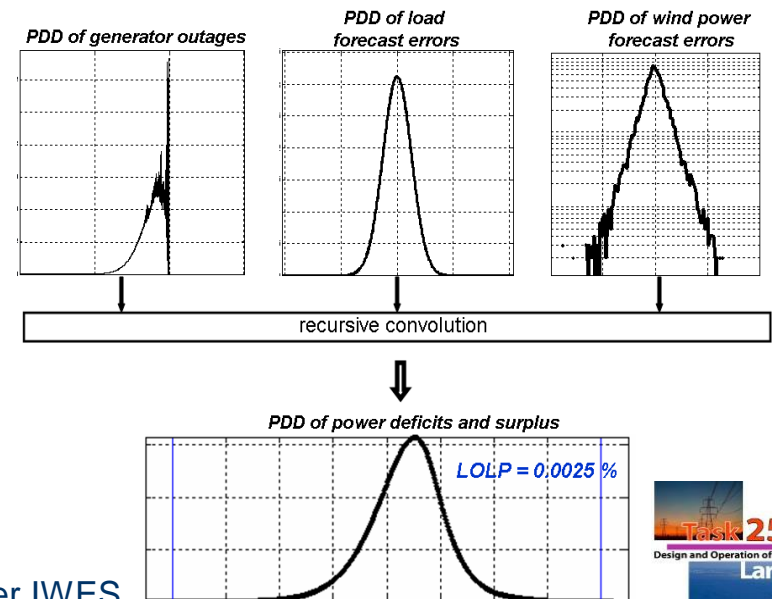 PDD of generator outages
PDD of load
forecast errors
PDD of wind power
forecast errors
recursive convolution
PDD of power deficits and surplus
LOLP = 0.0025 %
Task 25
Design and Operation of
Lar
er IWES